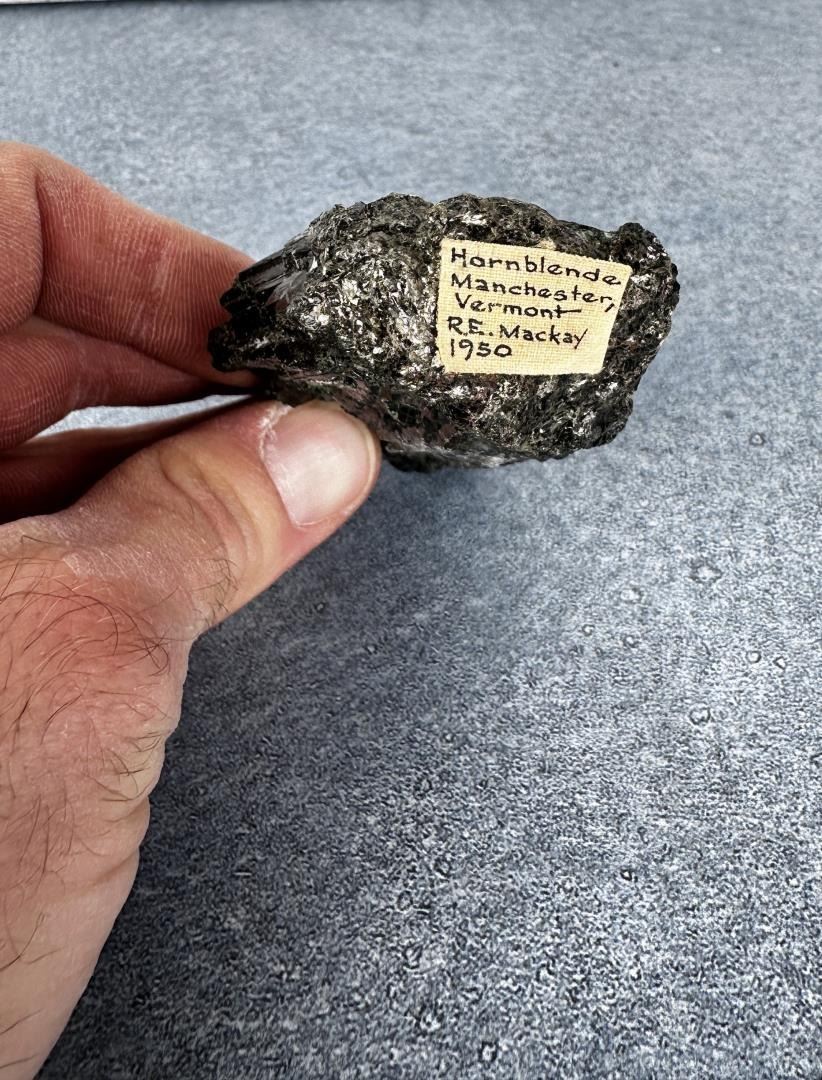 Hornblende
Manchester,
Vermont
R.E. Mackay
1950